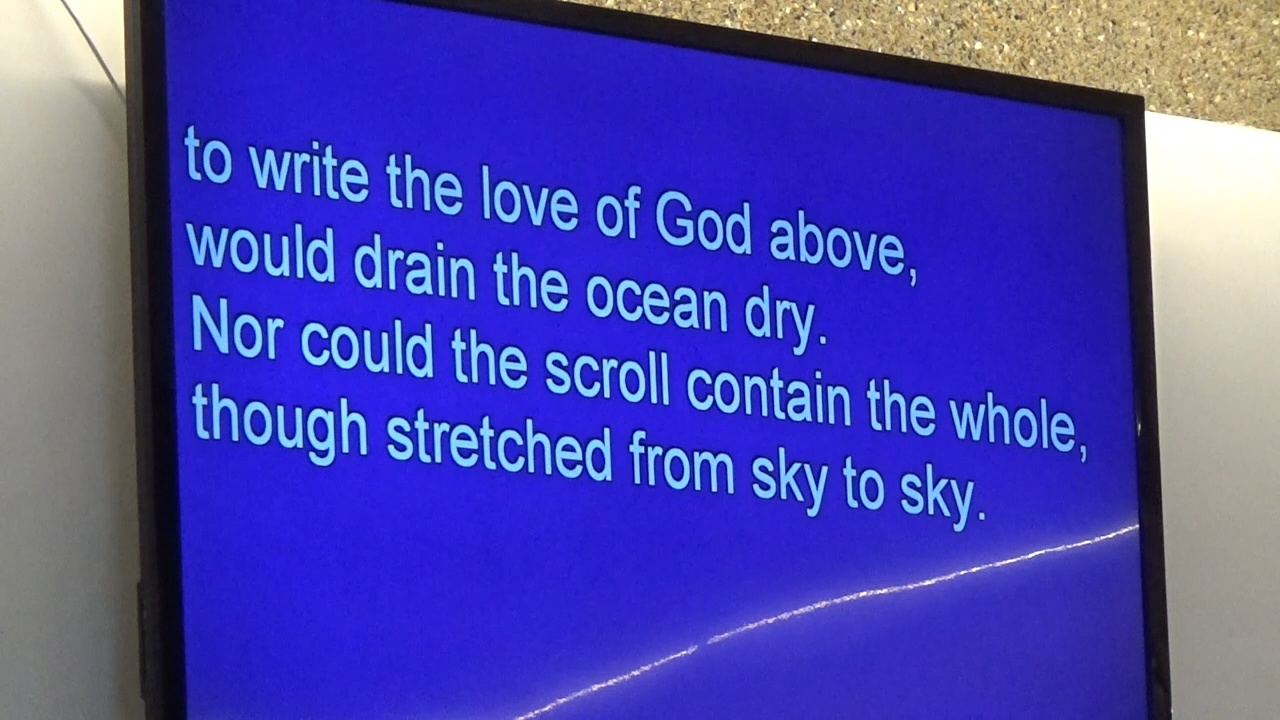 to write the love of God above,
would drain the ocean dry.
Nor could the scroll contain the whole,
though stretched from sky to sky.